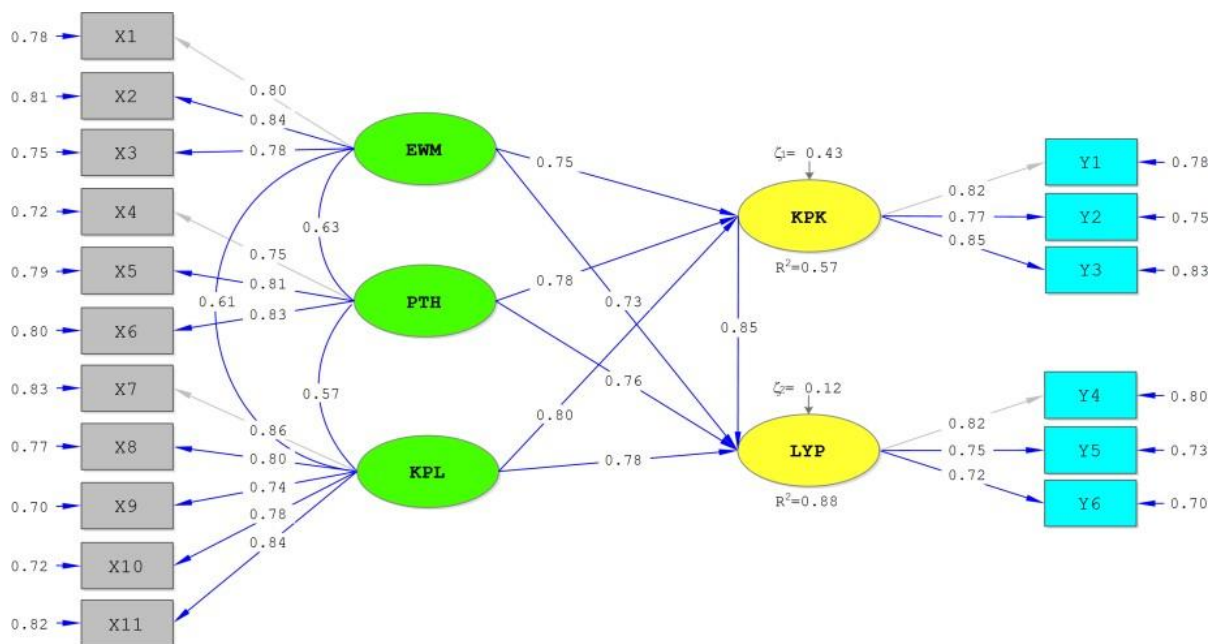 0.78 X1
0.80
0.81 X2
0.84
0.75 X3
0.78
EWM
0.72 X4
0.75
0.79 X5
0.81
0.80 X6
0.83
PTH
0.83 X7
0.86
0.77 X8
0.80
0.70 X9
0.74
KPL
0.72 X10
0.78
0.82 X11
0.84
0.63
0.61
0.57
0.75
0.73
0.78
0.76
0.80
0.78
0.85
ζ₁= 0.43
KPK
R²=0.57
ζ₂= 0.12
LYP
R²=0.88
0.82
Y1 0.78
0.77
Y2 0.75
0.85
Y3 0.83
0.82
Y4 0.80
0.75
Y5 0.73
0.72
Y6 0.70